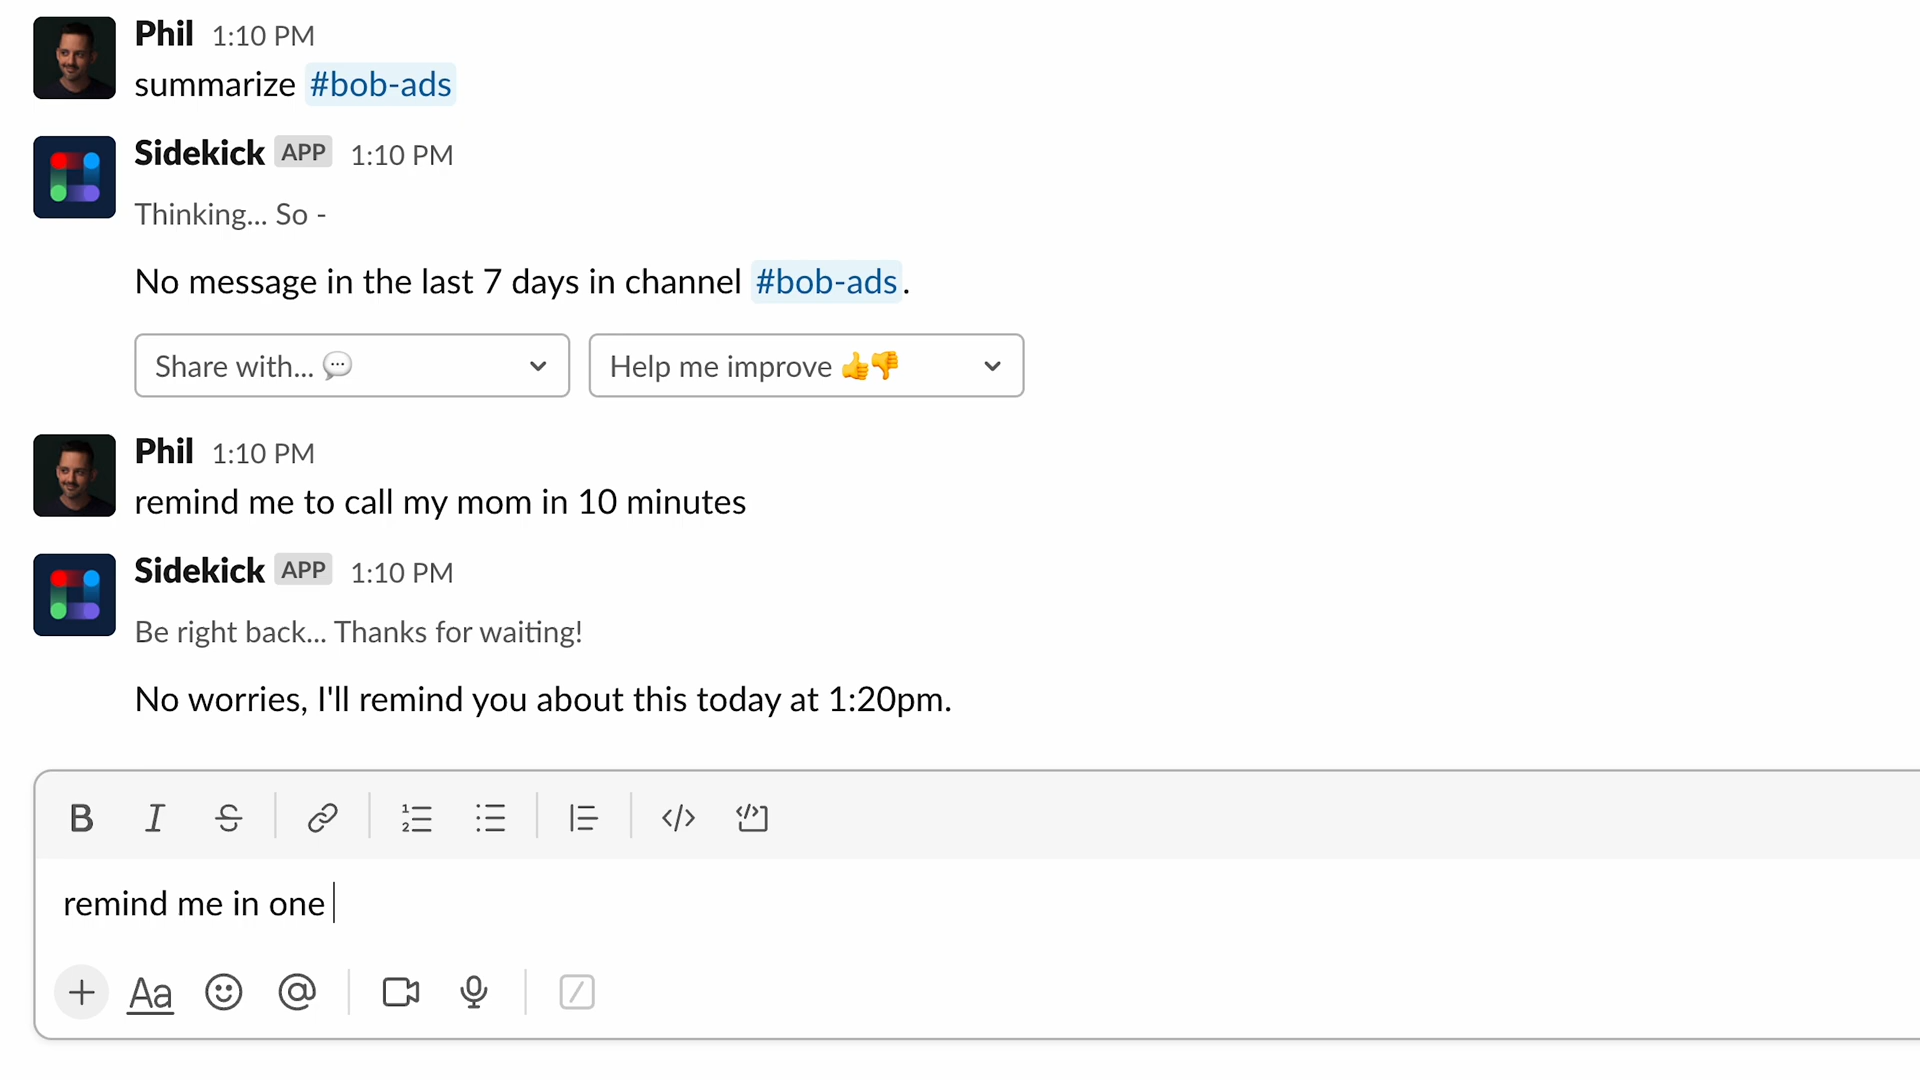 Phil 1:10 PM
summarize #bob-ads
Sidekick APP 1:10 PM
Thinking... So -
No message in the last 7 days in channel #bob-ads.
Share with... 💬 Help me improve 👍👎
Phil 1:10 PM
remind me to call my mom in 10 minutes
Sidekick APP 1:10 PM
Be right back... Thanks for waiting!
No worries, I'll remind you about this today at 1:20pm.
remind me in one
Aa